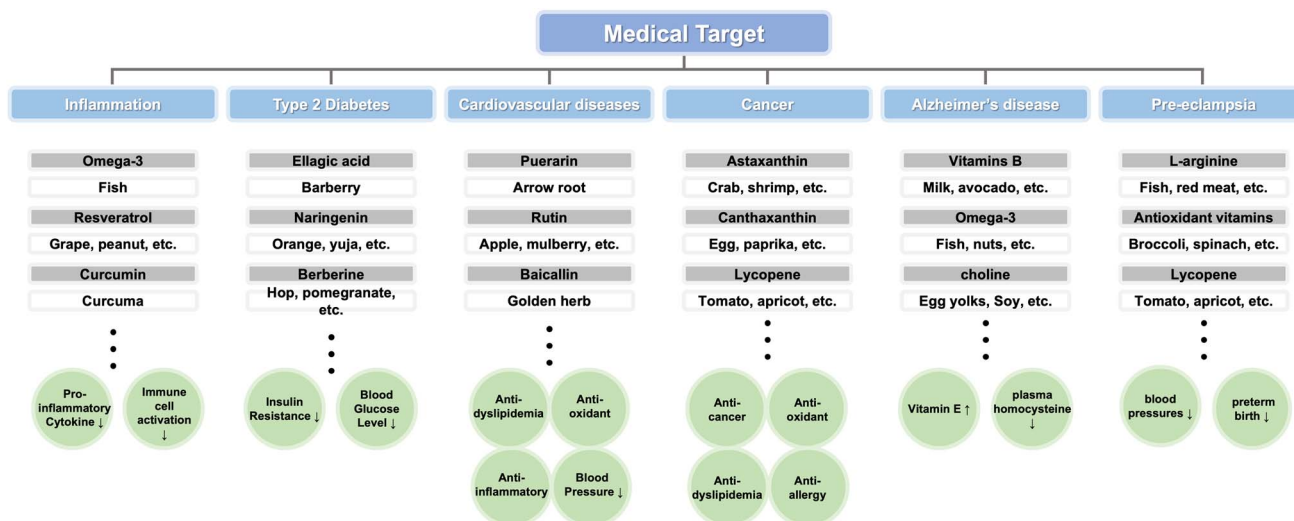 Medical Target
Inflammation
Omega-3
Fish
Resveratrol
Grape, peanut, etc.
Curcumin
Curcuma
Pro-
inflammatory
Cytokine ↓
Immune
cell
activation
↓
Type 2 Diabetes
Ellagic acid
Barberry
Naringenin
Orange, yuja, etc.
Berberine
Hop, pomegranate,
etc.
Insulin
Resistance ↓
Blood
Glucose
Level ↓
Cardiovascular diseases
Puerarin
Arrow root
Rutin
Apple, mulberry, etc.
Baicallin
Golden herb
Anti-
dyslipidemia
Anti-
oxidant
Anti-
inflammatory
Blood
Pressure ↓
Cancer
Astaxanthin
Crab, shrimp, etc.
Canthaxanthin
Egg, paprika, etc.
Lycopene
Tomato, apricot, etc.
Anti-
cancer
Anti-
oxidant
Anti-
dyslipidemia
Anti-
allergy
Alzheimer's disease
Vitamins B
Milk, avocado, etc.
Omega-3
Fish, nuts, etc.
choline
Egg yolks, Soy, etc.
Vitamin E ↑
plasma
homocysteine
↓
Pre-eclampsia
L-arginine
Fish, red meat, etc.
Antioxidant vitamins
Broccoli, spinach, etc.
Lycopene
Tomato, apricot, etc.
blood
pressures ↓
preterm
birth ↓